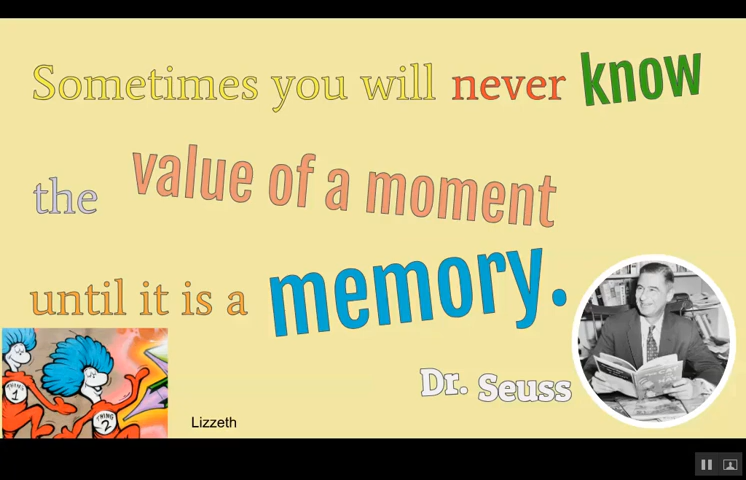 Sometimes you will never know
the value of a moment
until it is a memory.
Dr. Seuss
THING 1
THING 2
Lizzeth